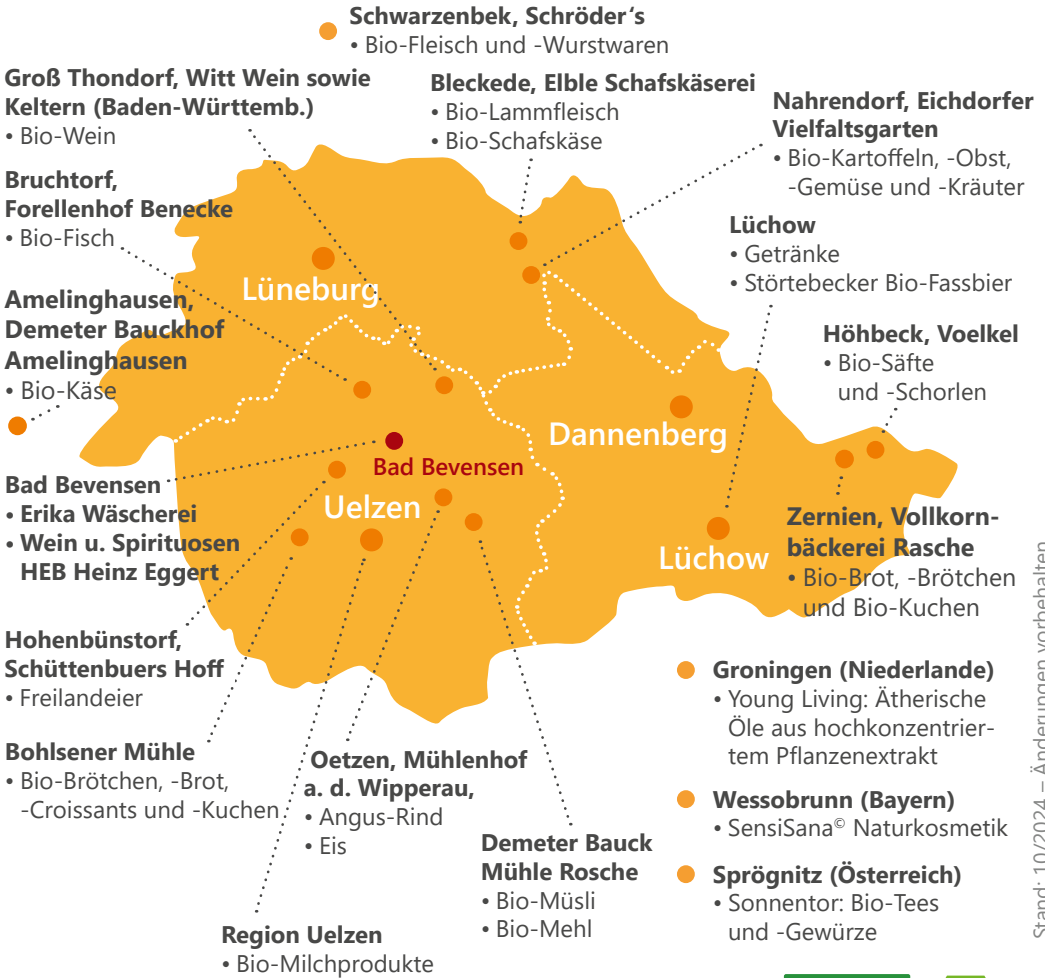 Schwarzenbek, Schröder‘s
• Bio-Fleisch und -Wurstwaren
Groß Thondorf, Witt Wein sowie
Keltern (Baden-Württemb.)
• Bio-Wein
Bleckede, Elble Schafskäserei
• Bio-Lammfleisch
• Bio-Schafskäse
Nahrendorf, Eichdorfer
Vielfaltsgarten
• Bio-Kartoffeln, -Obst,
-Gemüse und -Kräuter
Bruchtorf,
Forellenhof Benecke
• Bio-Fisch
Lüchow
• Getränke
• Störtebecker Bio-Fassbier
Amelinghausen,
Demeter Bauckhof
Amelinghausen
• Bio-Käse
Höhbeck, Voelkel
• Bio-Säfte
und -Schorlen
Lüneburg
Dannenberg
Bad Bevensen
Uelzen
Lüchow
Bad Bevensen
• Erika Wäscherei
• Wein u. Spirituosen
HEB Heinz Eggert
Zernien, Vollkorn-
bäckerei Rasche
• Bio-Brot, -Brötchen
und Bio-Kuchen
Hohenbünstorf,
Schüttenbuers Hoff
• Freilandeier
Bohlsener Mühle
• Bio-Brötchen, -Brot,
-Croissants und -Kuchen
Oetzen, Mühlenhof
a. d. Wipperau,
• Angus-Rind
• Eis
Demeter Bauck
Mühle Rosche
• Bio-Müsli
• Bio-Mehl
Region Uelzen
• Bio-Milchprodukte
Groningen (Niederlande)
• Young Living: Ätherische
Öle aus hochkonzentrier-
tem Pflanzenextrakt
Wessobrunn (Bayern)
• SensiSana© Naturkosmetik
Sprögnitz (Österreich)
• Sonnentor: Bio-Tees
und -Gewürze
Stand: 10/2024 – Änderungen vorbehalten